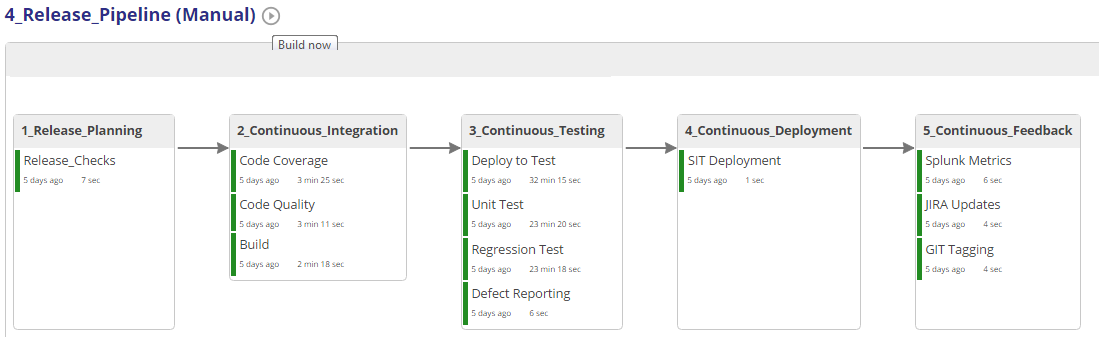 4_Release_Pipeline (Manual)
Build now
1_Release_Planning
Release_Checks
5 days ago 7 sec
2_Continuous_Integration
Code Coverage
5 days ago 3 min 25 sec
Code Quality
5 days ago 3 min 11 sec
Build
5 days ago 2 min 18 sec
3_Continuous_Testing
Deploy to Test
5 days ago 32 min 15 sec
Unit Test
5 days ago 23 min 20 sec
Regression Test
5 days ago 23 min 18 sec
Defect Reporting
5 days ago 6 sec
4_Continuous_Deployment
SIT Deployment
5 days ago 1 sec
5_Continuous_Feedback
Splunk Metrics
5 days ago 6 sec
JIRA Updates
5 days ago 4 sec
GIT Tagging
5 days ago 4 sec